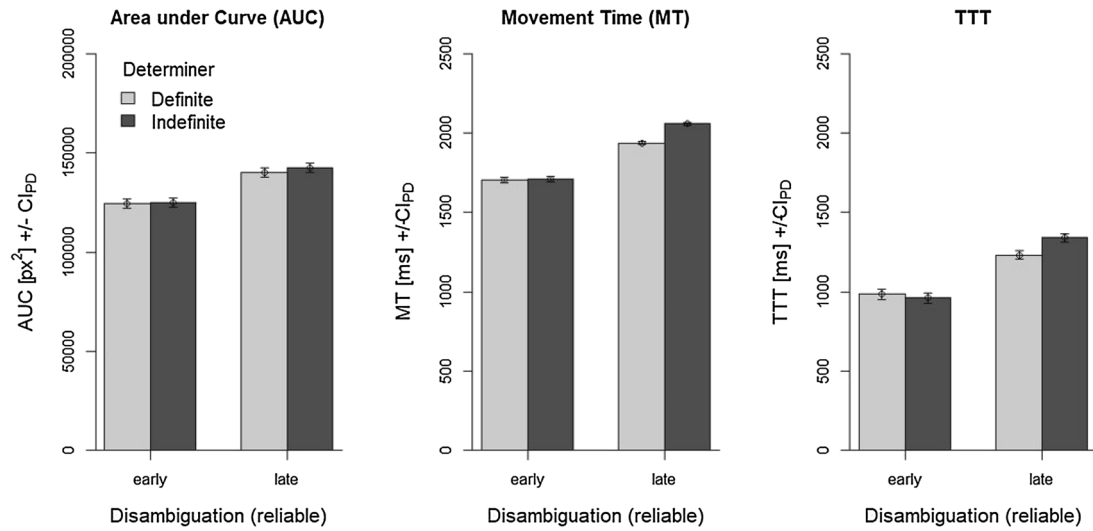 Area under Curve (AUC)
AUC [px²] +/- CI_PD
200000
150000
100000
50000
0
Determiner
Definite
Indefinite
early
late
Disambiguation (reliable)
Movement Time (MT)
MT [ms] +/-CI_PD
2500
2000
1500
1000
500
0
early
late
Disambiguation (reliable)
TTT
TTT [ms] +/-CI_PD
2500
2000
1500
1000
500
0
early
late
Disambiguation (reliable)